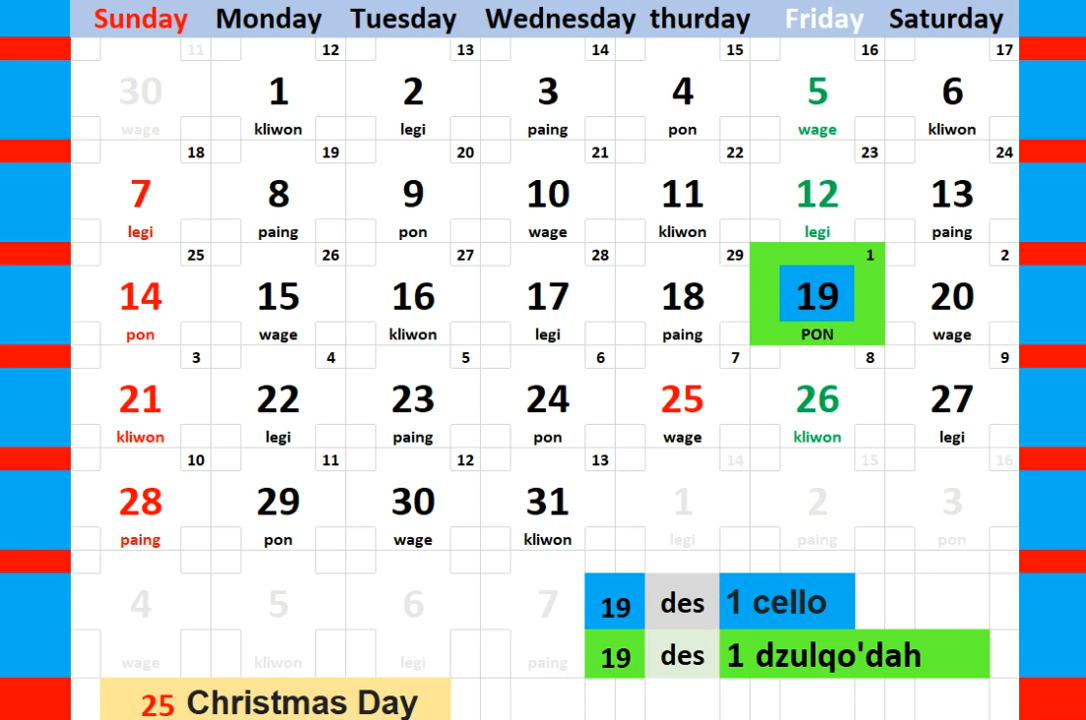 Sunday Monday Tuesday Wednesday thurday Friday Saturday
11 12 13 14 15 16 17
30 1 2 3 4 5 6
wage kliwon legi paing pon wage kliwon
18 19 20 21 22 23 24
7 8 9 10 11 12 13
legi paing pon wage kliwon legi paing
25 26 27 28 29 1 2
14 15 16 17 18 19 20
pon wage kliwon legi paing PON wage
3 4 5 6 7 8 9
21 22 23 24 25 26 27
kliwon legi paing pon wage kliwon legi
10 11 12 13 14 15 16
28 29 30 31 1 2 3
paing pon wage kliwon legi paing pon
4 5 6 7 19 des 1 cello
wage kliwon legi paing 19 des 1 dzulqo'dah
25 Christmas Day